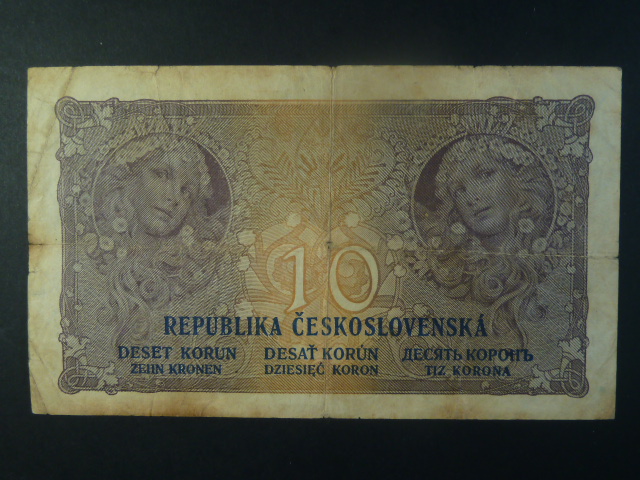 10
REPUBLIKA ČESKOSLOVENSKÁ
DESET KORUN DESAŤ KORÚN ДЕСЯТЬ КОРОНЪ
ZEHN KRONEN DZIESIĘĆ KORON TIZ KORONA